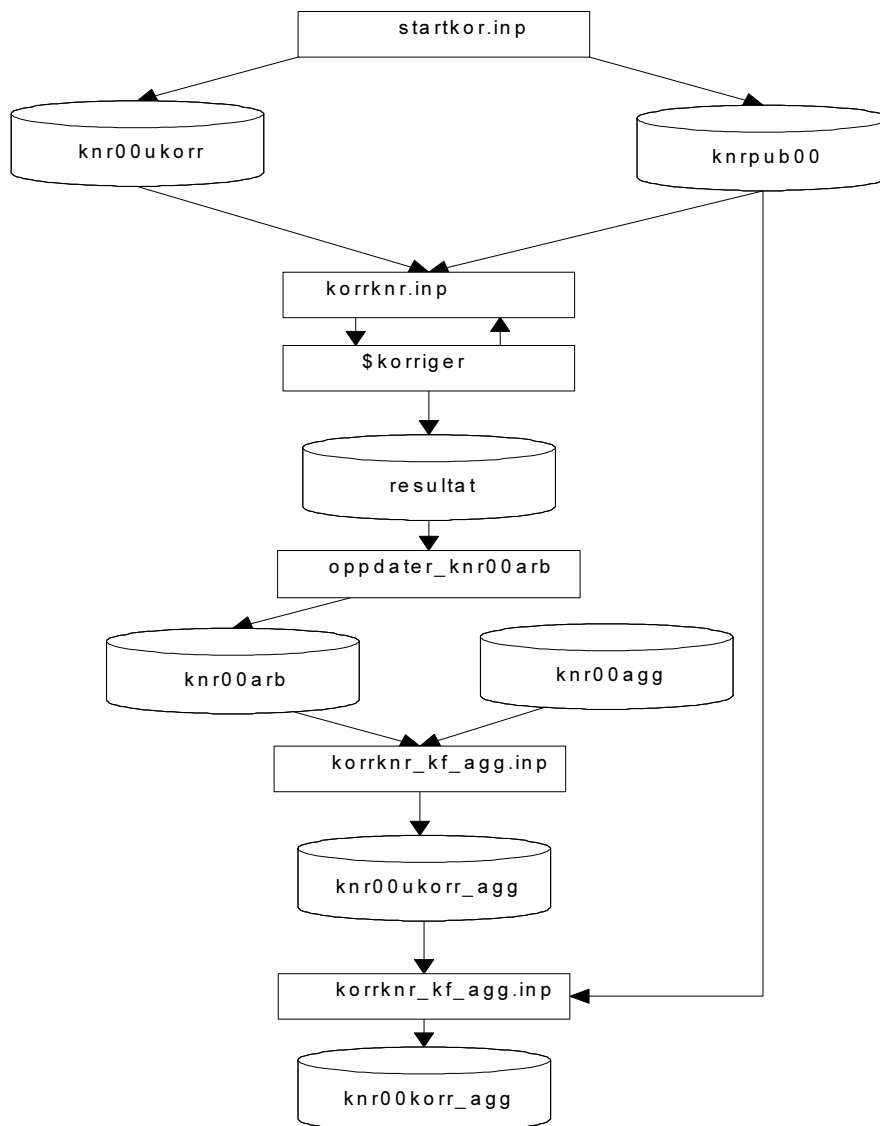 startkor.inp
knr00ukorr
knrpub00
korrknr.inp
$korriger
resultat
oppdater_knr00arb
knr00arb
knr00agg
korrknr_kf_agg.inp
knr00ukorr_agg
korrknr_kf_agg.inp
knr00korr_agg